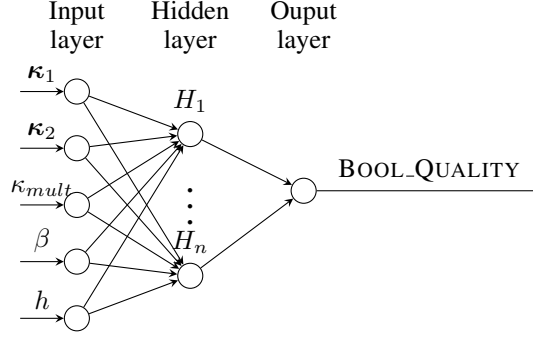 Input Hidden Ouput
layer layer layer
κ₁
H₁
κ₂
BOOL_QUALITY
κₘᵤₗₜ
Hₙ
β
h